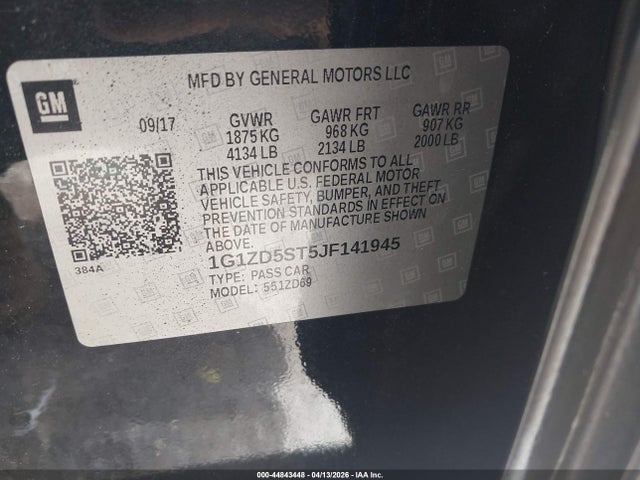 GM
MFD BY GENERAL MOTORS LLC
09/17 GVWR GAWR FRT GAWR RR
1875 KG 968 KG 907 KG
4134 LB 2134 LB 2000 LB
THIS VEHICLE CONFORMS TO ALL
APPLICABLE U.S. FEDERAL MOTOR
VEHICLE SAFETY, BUMPER, AND THEFT
PREVENTION STANDARDS IN EFFECT ON
THE DATE OF MANUFACTURE SHOWN
ABOVE.
384A
1G1ZD5ST5JF141945
TYPE: PASS CAR
MODEL: 551ZD69
000-44843448 - 04/13/2026 - IAA Inc.